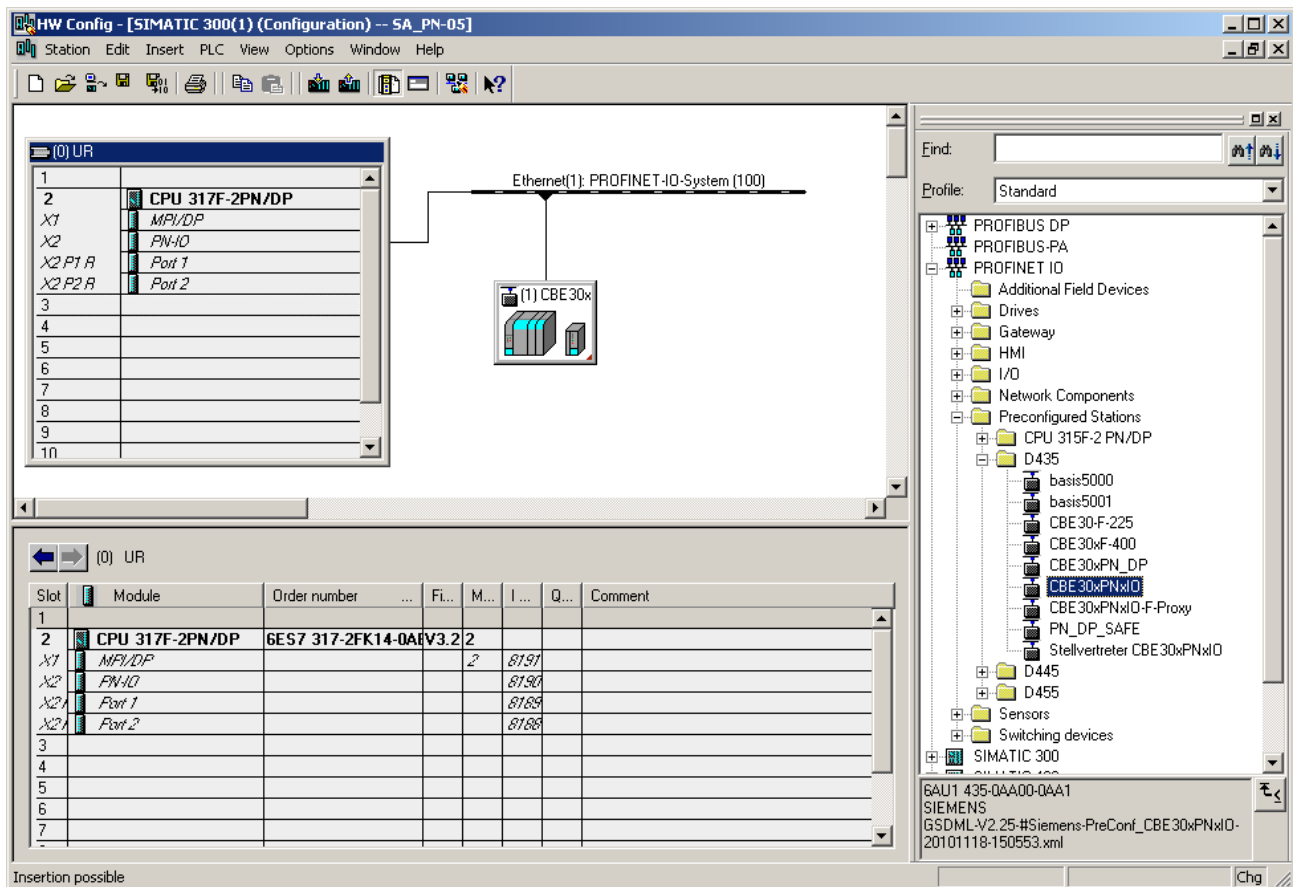 HW Config - [SIMATIC 300(1) (Configuration) -- SA_PN-05]
Station Edit Insert PLC View Options Window Help
(0) UR
1
2 CPU 317F-2PN/DP
X1 MPI/DP
X2 PN-IO
X2 P1 R Port 1
X2 P2 R Port 2
3
4
5
6
7
8
9
10
Ethernet(1): PROFINET-IO-System (100)
(1) CBE30x
Find:
Profile: Standard
PROFIBUS DP
PROFIBUS-PA
PROFINET IO
Additional Field Devices
Drives
Gateway
HMI
I/O
Network Components
Preconfigured Stations
CPU 315F-2 PN/DP
D435
basis5000
basis5001
CBE30-F-225
CBE30xF-400
CBE30xPN_DP
CBE30xPNxIO
CBE30xPNxIO-F-Proxy
PN_DP_SAFE
Stellvertreter CBE30xPNxIO
D445
D455
Sensors
Switching devices
SIMATIC 300
6AU1 435-0AA00-0AA1
SIEMENS
GSDML-V2.25-#Siemens-PreConf_CBE30xPNxIO-
20101118-150553.xml
(0) UR
Slot Module Order number ... Fi... M... I ... Q... Comment
1
2 CPU 317F-2PN/DP 6ES7 317-2FK14-0AB V3.2 2
X1 MPI/DP 2 8191
X2 PN-IO 8190
X2 Port 1 8189
X2 Port 2 8188
3
4
5
6
7
Insertion possible Chg